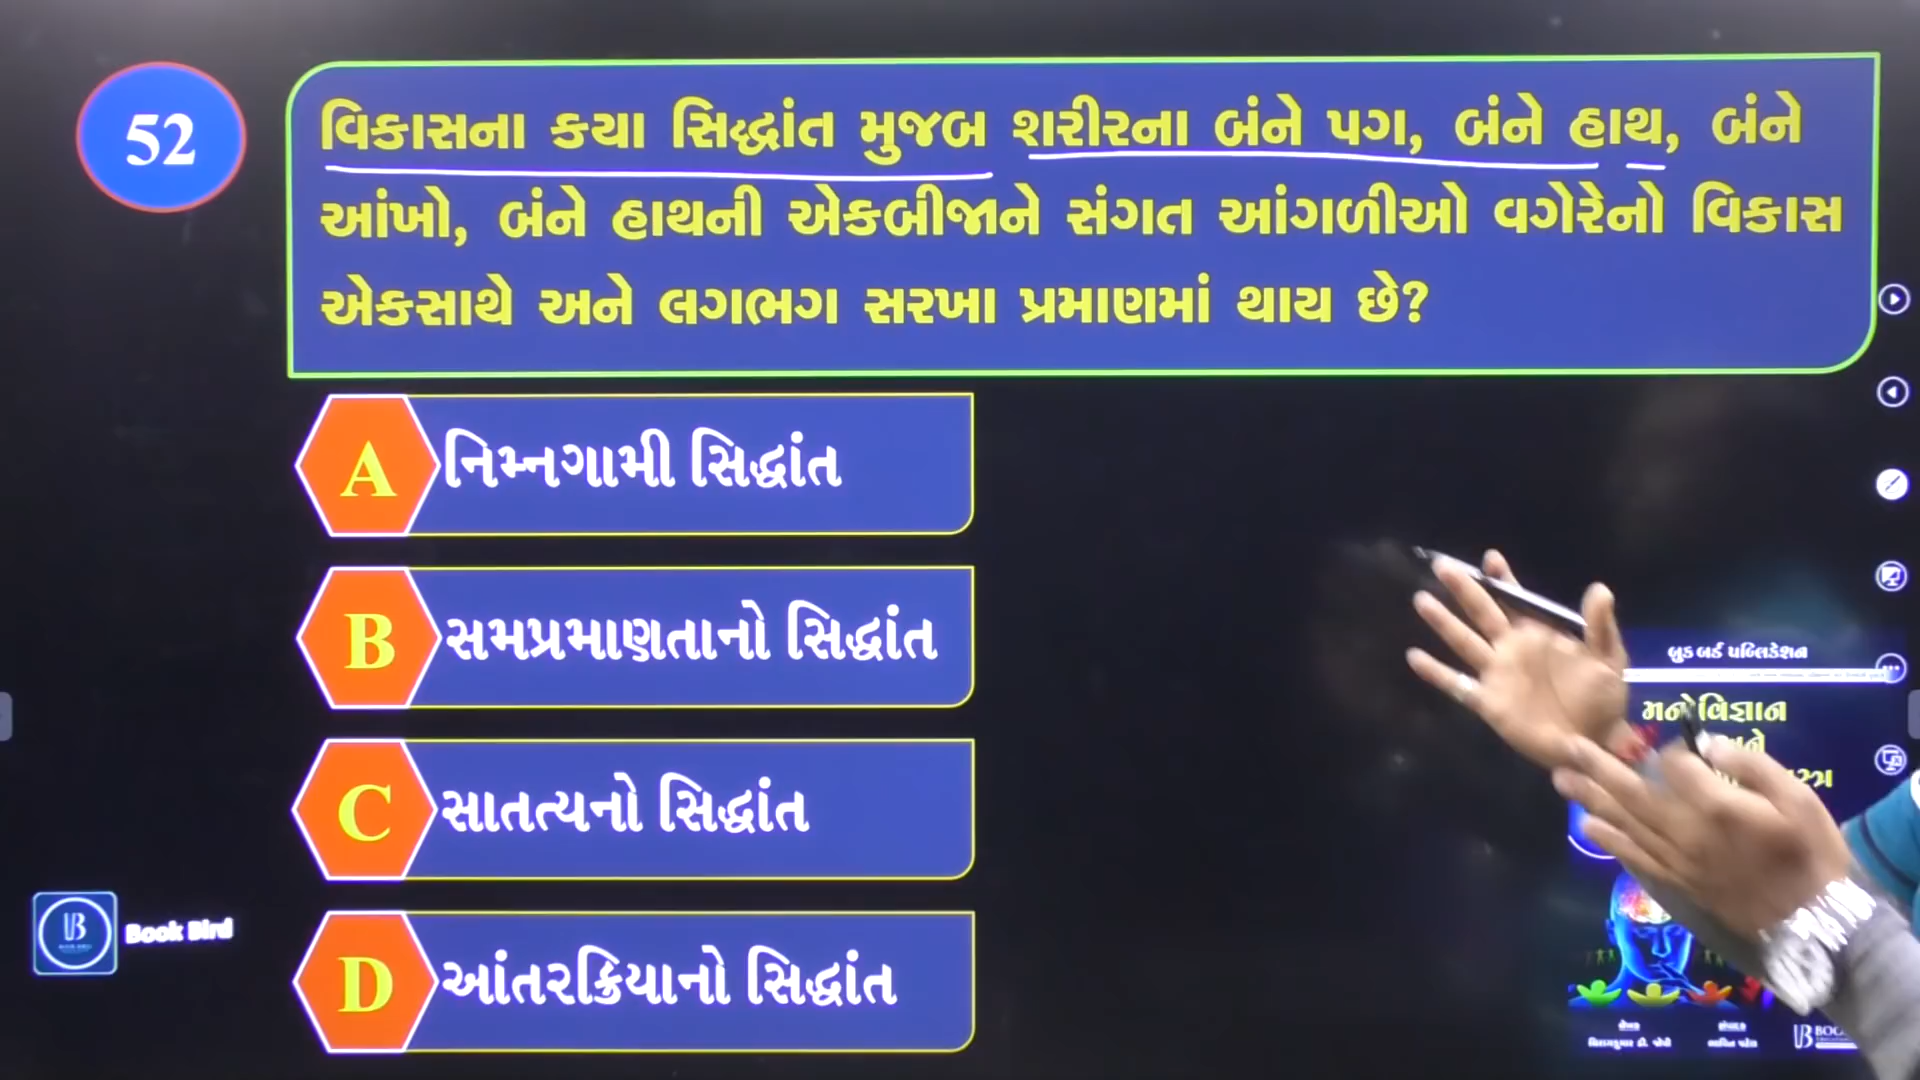 52
વિકાસના કયા સિદ્ધાંત મુજબ શરીરના બંને પગ, બંને હાથ, બંને
આંખો, બંને હાથની એકબીજાને સંગત આંગળીઓ વગેરેનો વિકાસ
એકસાથે અને લગભગ સરખા પ્રમાણમાં થાય છે?
A નિમ્નગામી સિદ્ધાંત
B સમપ્રમાણતાનો સિદ્ધાંત
C સાતત્યનો સિદ્ધાંત
D આંતરક્રિયાનો સિદ્ધાંત
Book Bird
બુક બર્ડ પબ્લિકેશન
મનોવિજ્ઞાન